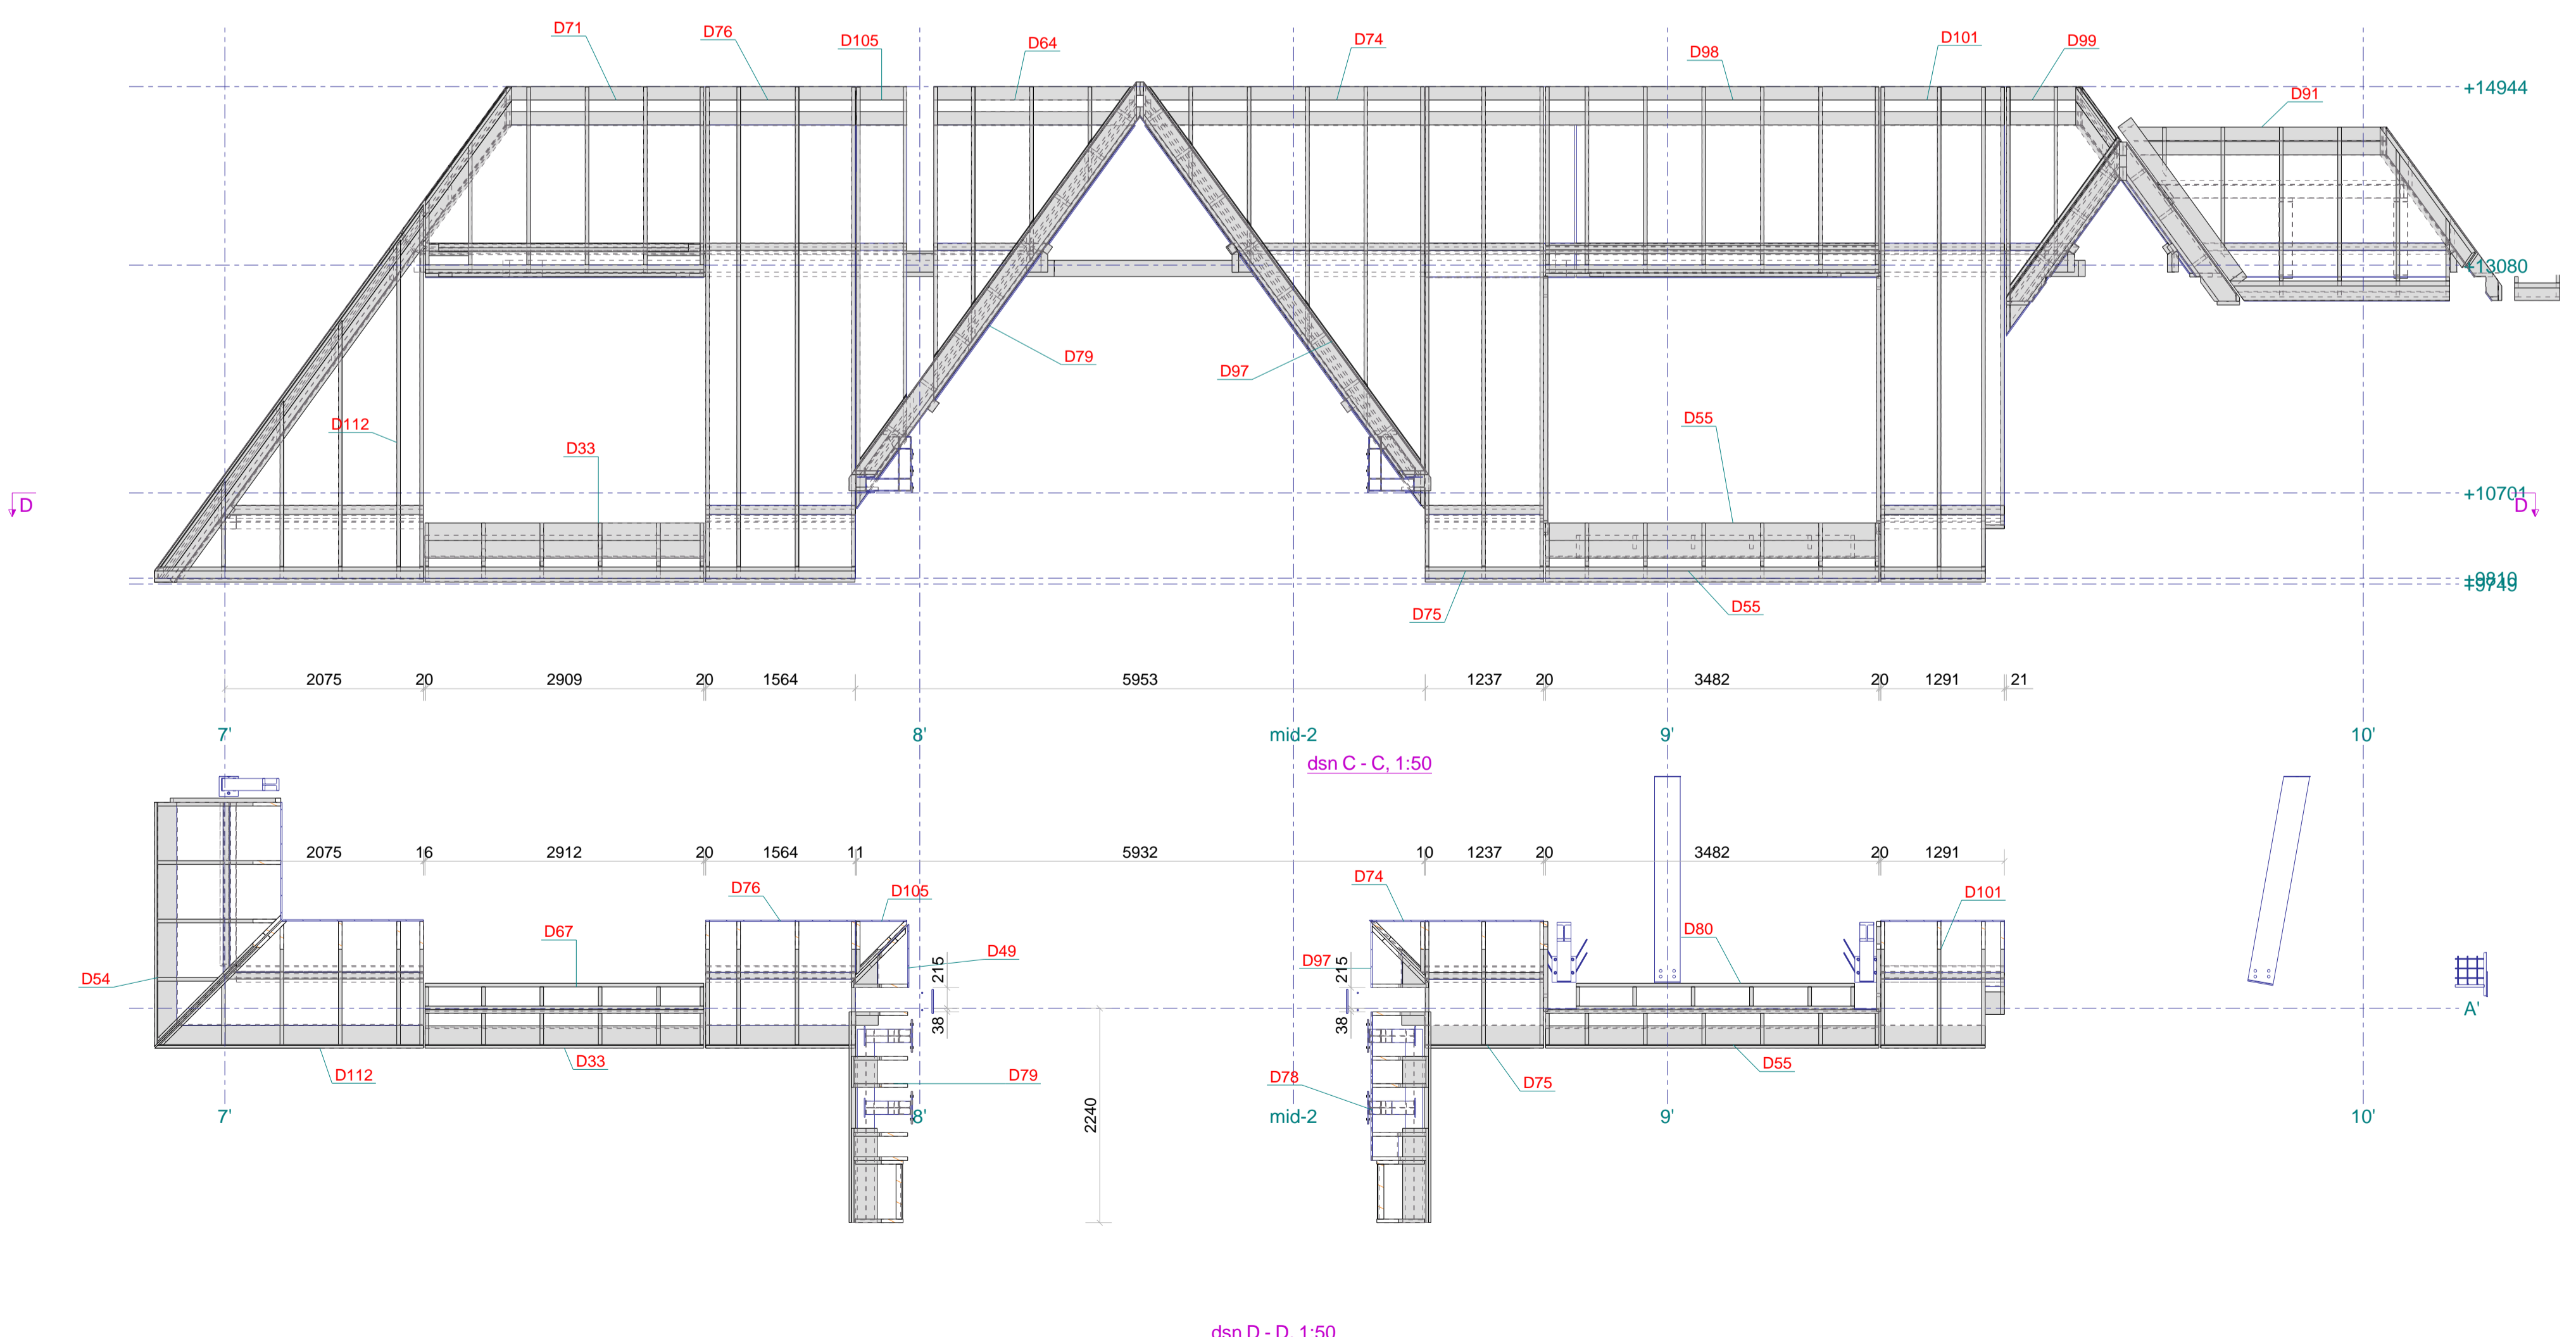 D71
D76
D105
D64
D74
D98
D101
D99
+14944
D91
+13080
D79
D97
D112
D33
D55
+10701
D
D
+9810
+9749
D75
D55
2075 20 2909 20 1564 5953 1237 20 3482 20 1291 21
7' 8' mid-2 9' 10'
dsn C - C, 1:50
2075 16 2912 20 1564 11 5932 10 1237 20 3482 20 1291
D76
D105
D74
D101
D67
D80
D49
D97
215
215
D54
38
38
A'
D112
D33
D79
D78
D75
D55
2240
7' 8' mid-2 9' 10'
dsn D - D, 1:50